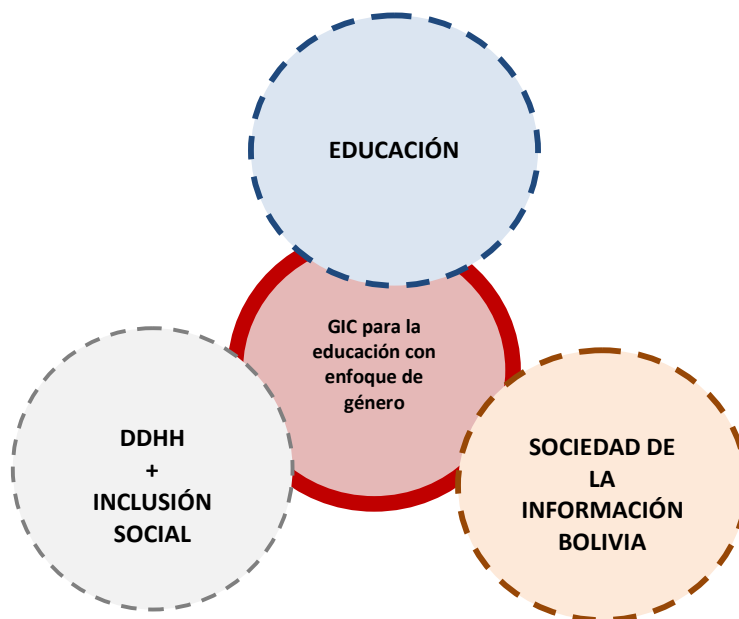 EDUCACIÓN
GIC para la
educación con
enfoque de
género
DDHH
+
INCLUSIÓN
SOCIAL
SOCIEDAD DE
LA
INFORMACIÓN
BOLIVIA